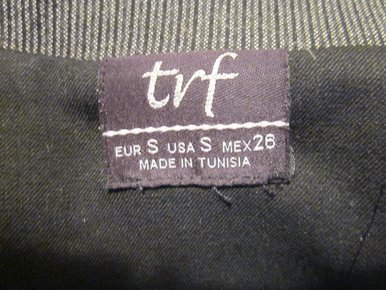 trf
EUR S USA S MEX 26
MADE IN TUNISIA